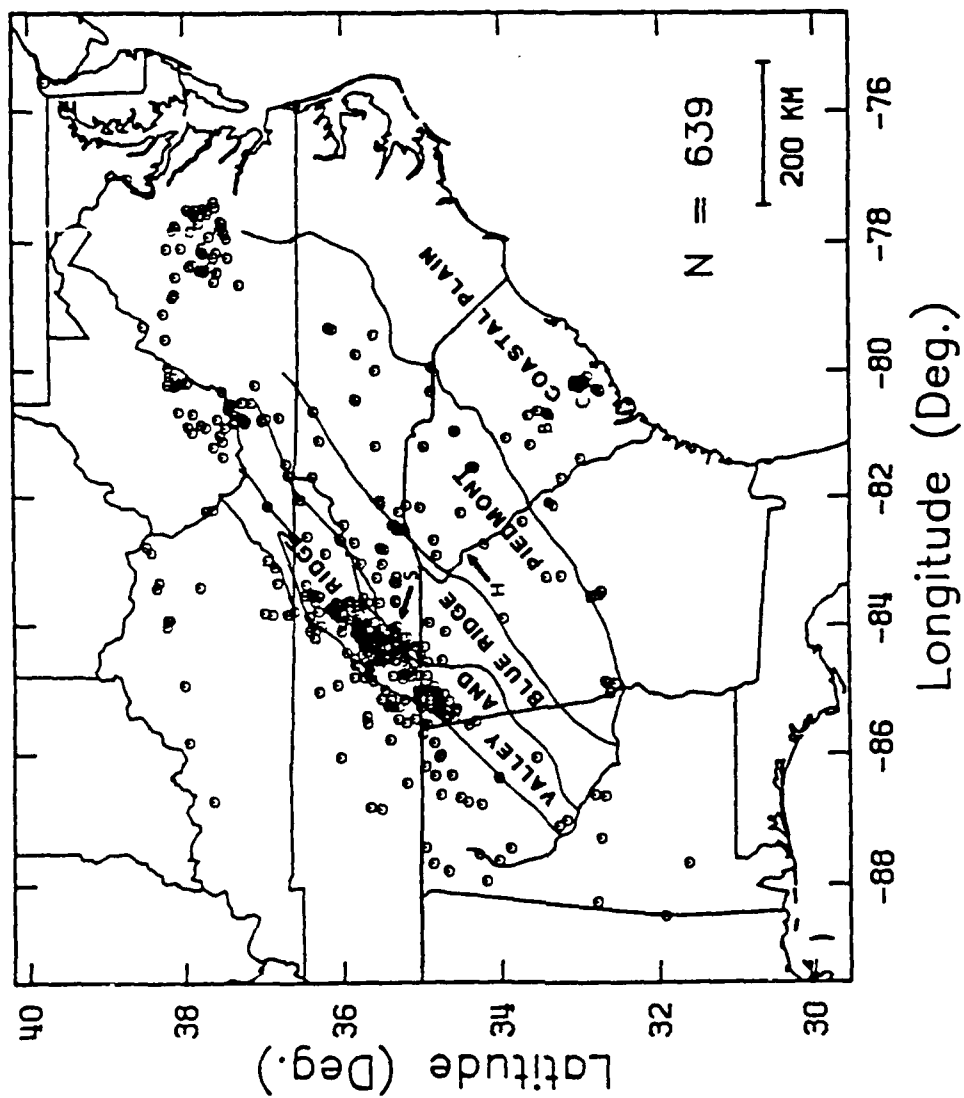 Latitude (Deg.)
40
38
36
34
32
30
VALLEY AND RIDGE
BLUE RIDGE
PIEDMONT
COASTAL PLAIN
S
H
B
C
N = 639
200 KM
-88
-86
-84
-82
-80
-78
-76
Longitude (Deg.)